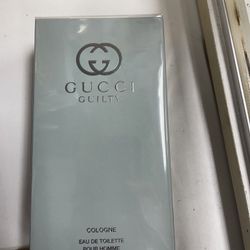 GUCCI
GUILTY
COLOGNE
EAU DE TOILETTE
POUR HOMME